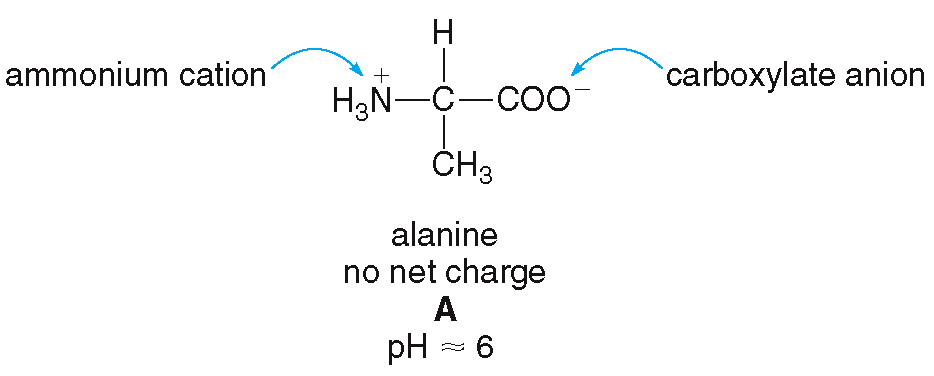 H
ammonium cation
H₃N⁺—C—COO⁻
carboxylate anion
CH₃
alanine
no net charge
A
pH ≈ 6